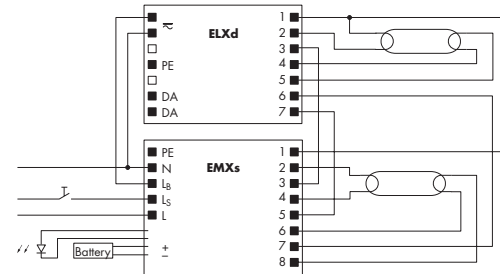 ≂ ELXd 1
2
3
PE 4
5
DA 6
DA 7
PE EMXs 1
N 2
LB 3
LS 4
L 5
6
+ 7
Battery − 8